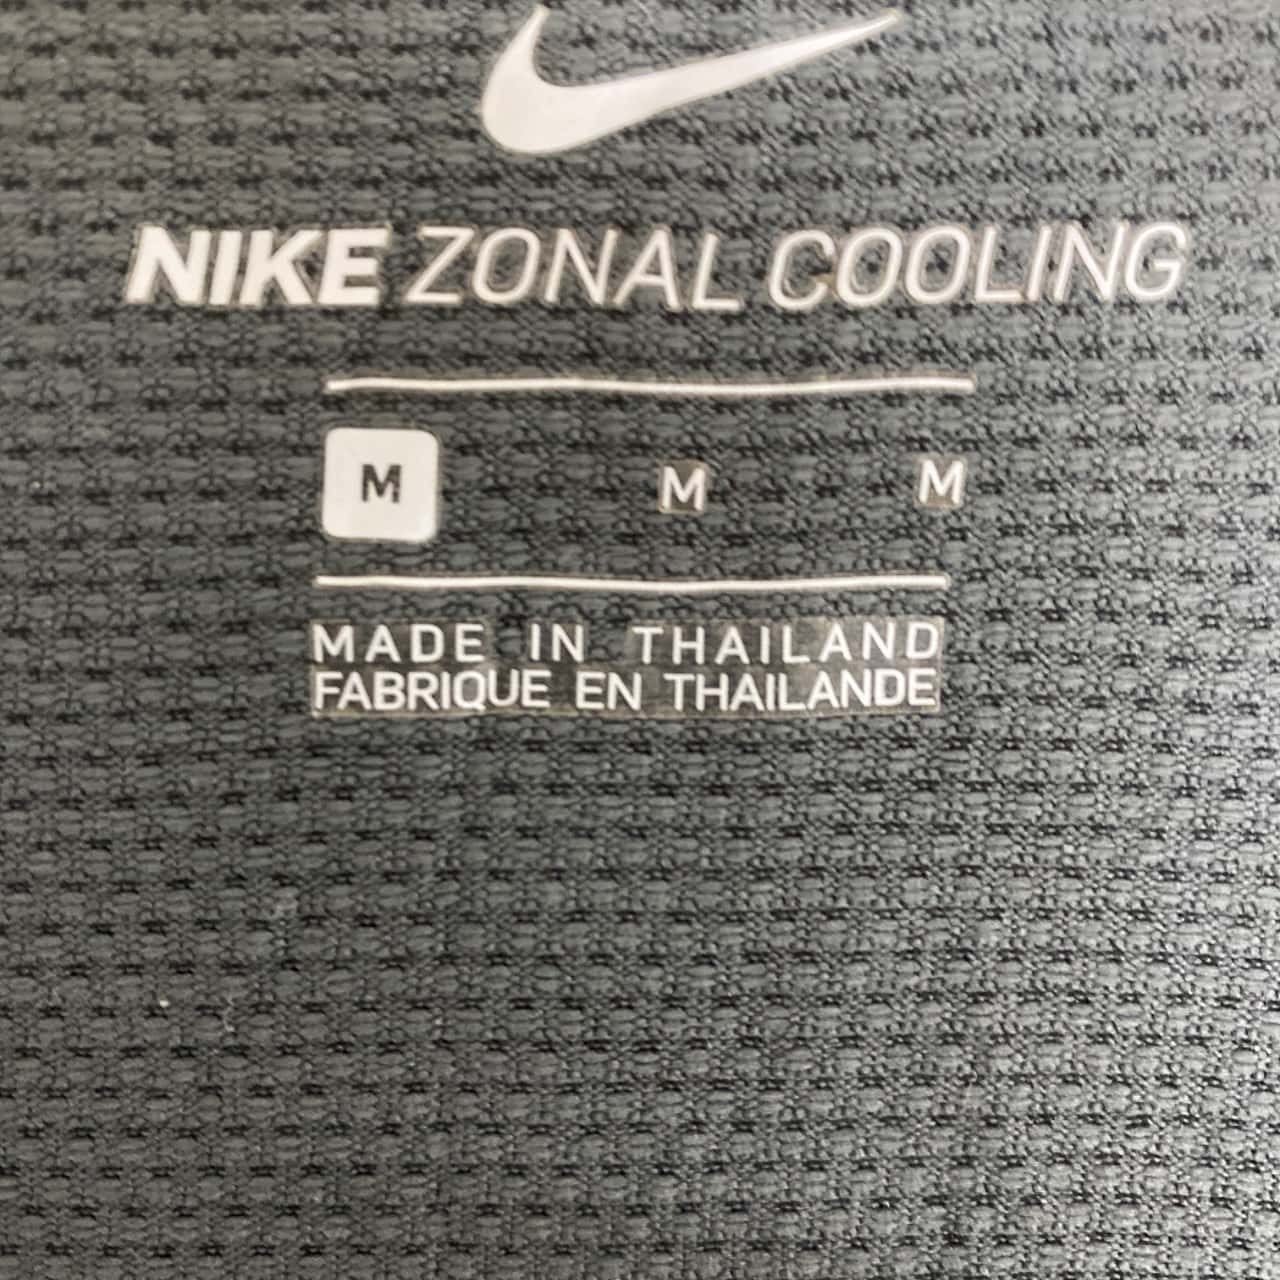 NIKE ZONAL COOLING
M M M
MADE IN THAILAND
FABRIQUE EN THAILANDE